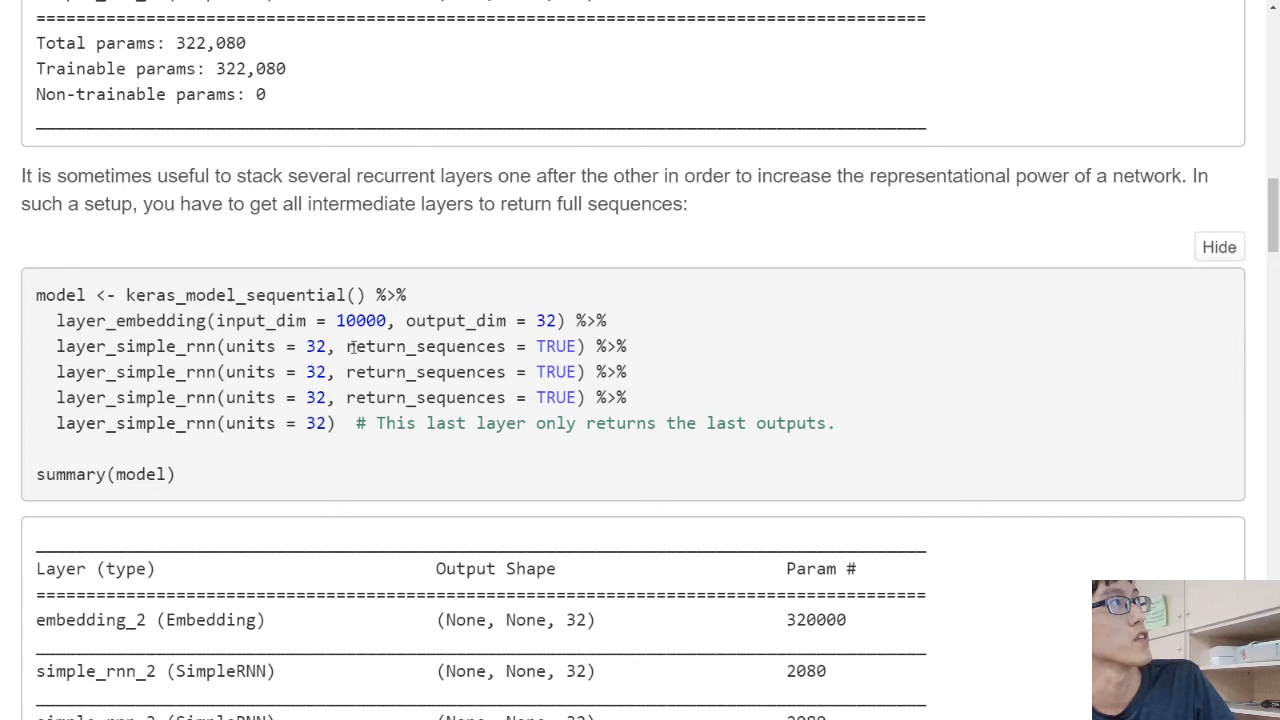 Total params: 322,080
Trainable params: 322,080
Non-trainable params: 0
It is sometimes useful to stack several recurrent layers one after the other in order to increase the representational power of a network. In
such a setup, you have to get all intermediate layers to return full sequences:
Hide
model <- keras_model_sequential() %>%
  layer_embedding(input_dim = 10000, output_dim = 32) %>%
  layer_simple_rnn(units = 32, return_sequences = TRUE) %>%
  layer_simple_rnn(units = 32, return_sequences = TRUE) %>%
  layer_simple_rnn(units = 32, return_sequences = TRUE) %>%
  layer_simple_rnn(units = 32)  # This last layer only returns the last outputs.
summary(model)
Layer (type) Output Shape Param #
embedding_2 (Embedding) (None, None, 32) 320000
simple_rnn_2 (SimpleRNN) (None, None, 32) 2080